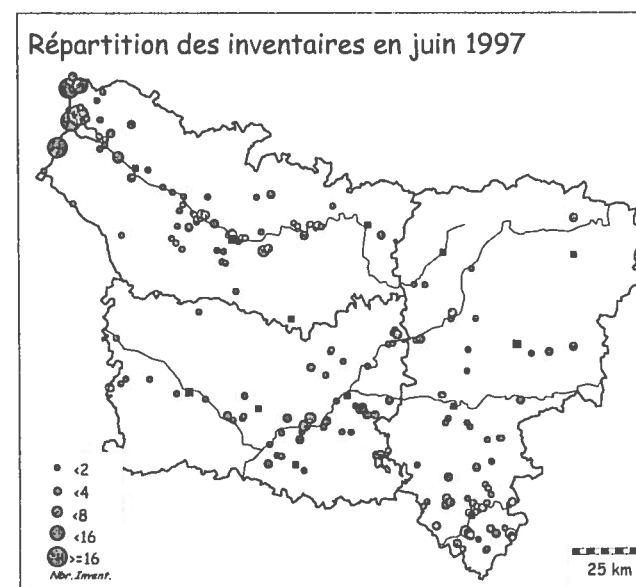 Répartition des inventaires en juin 1997
<2
<4
<8
<16
>=16
Nbr. Invent.
25 km